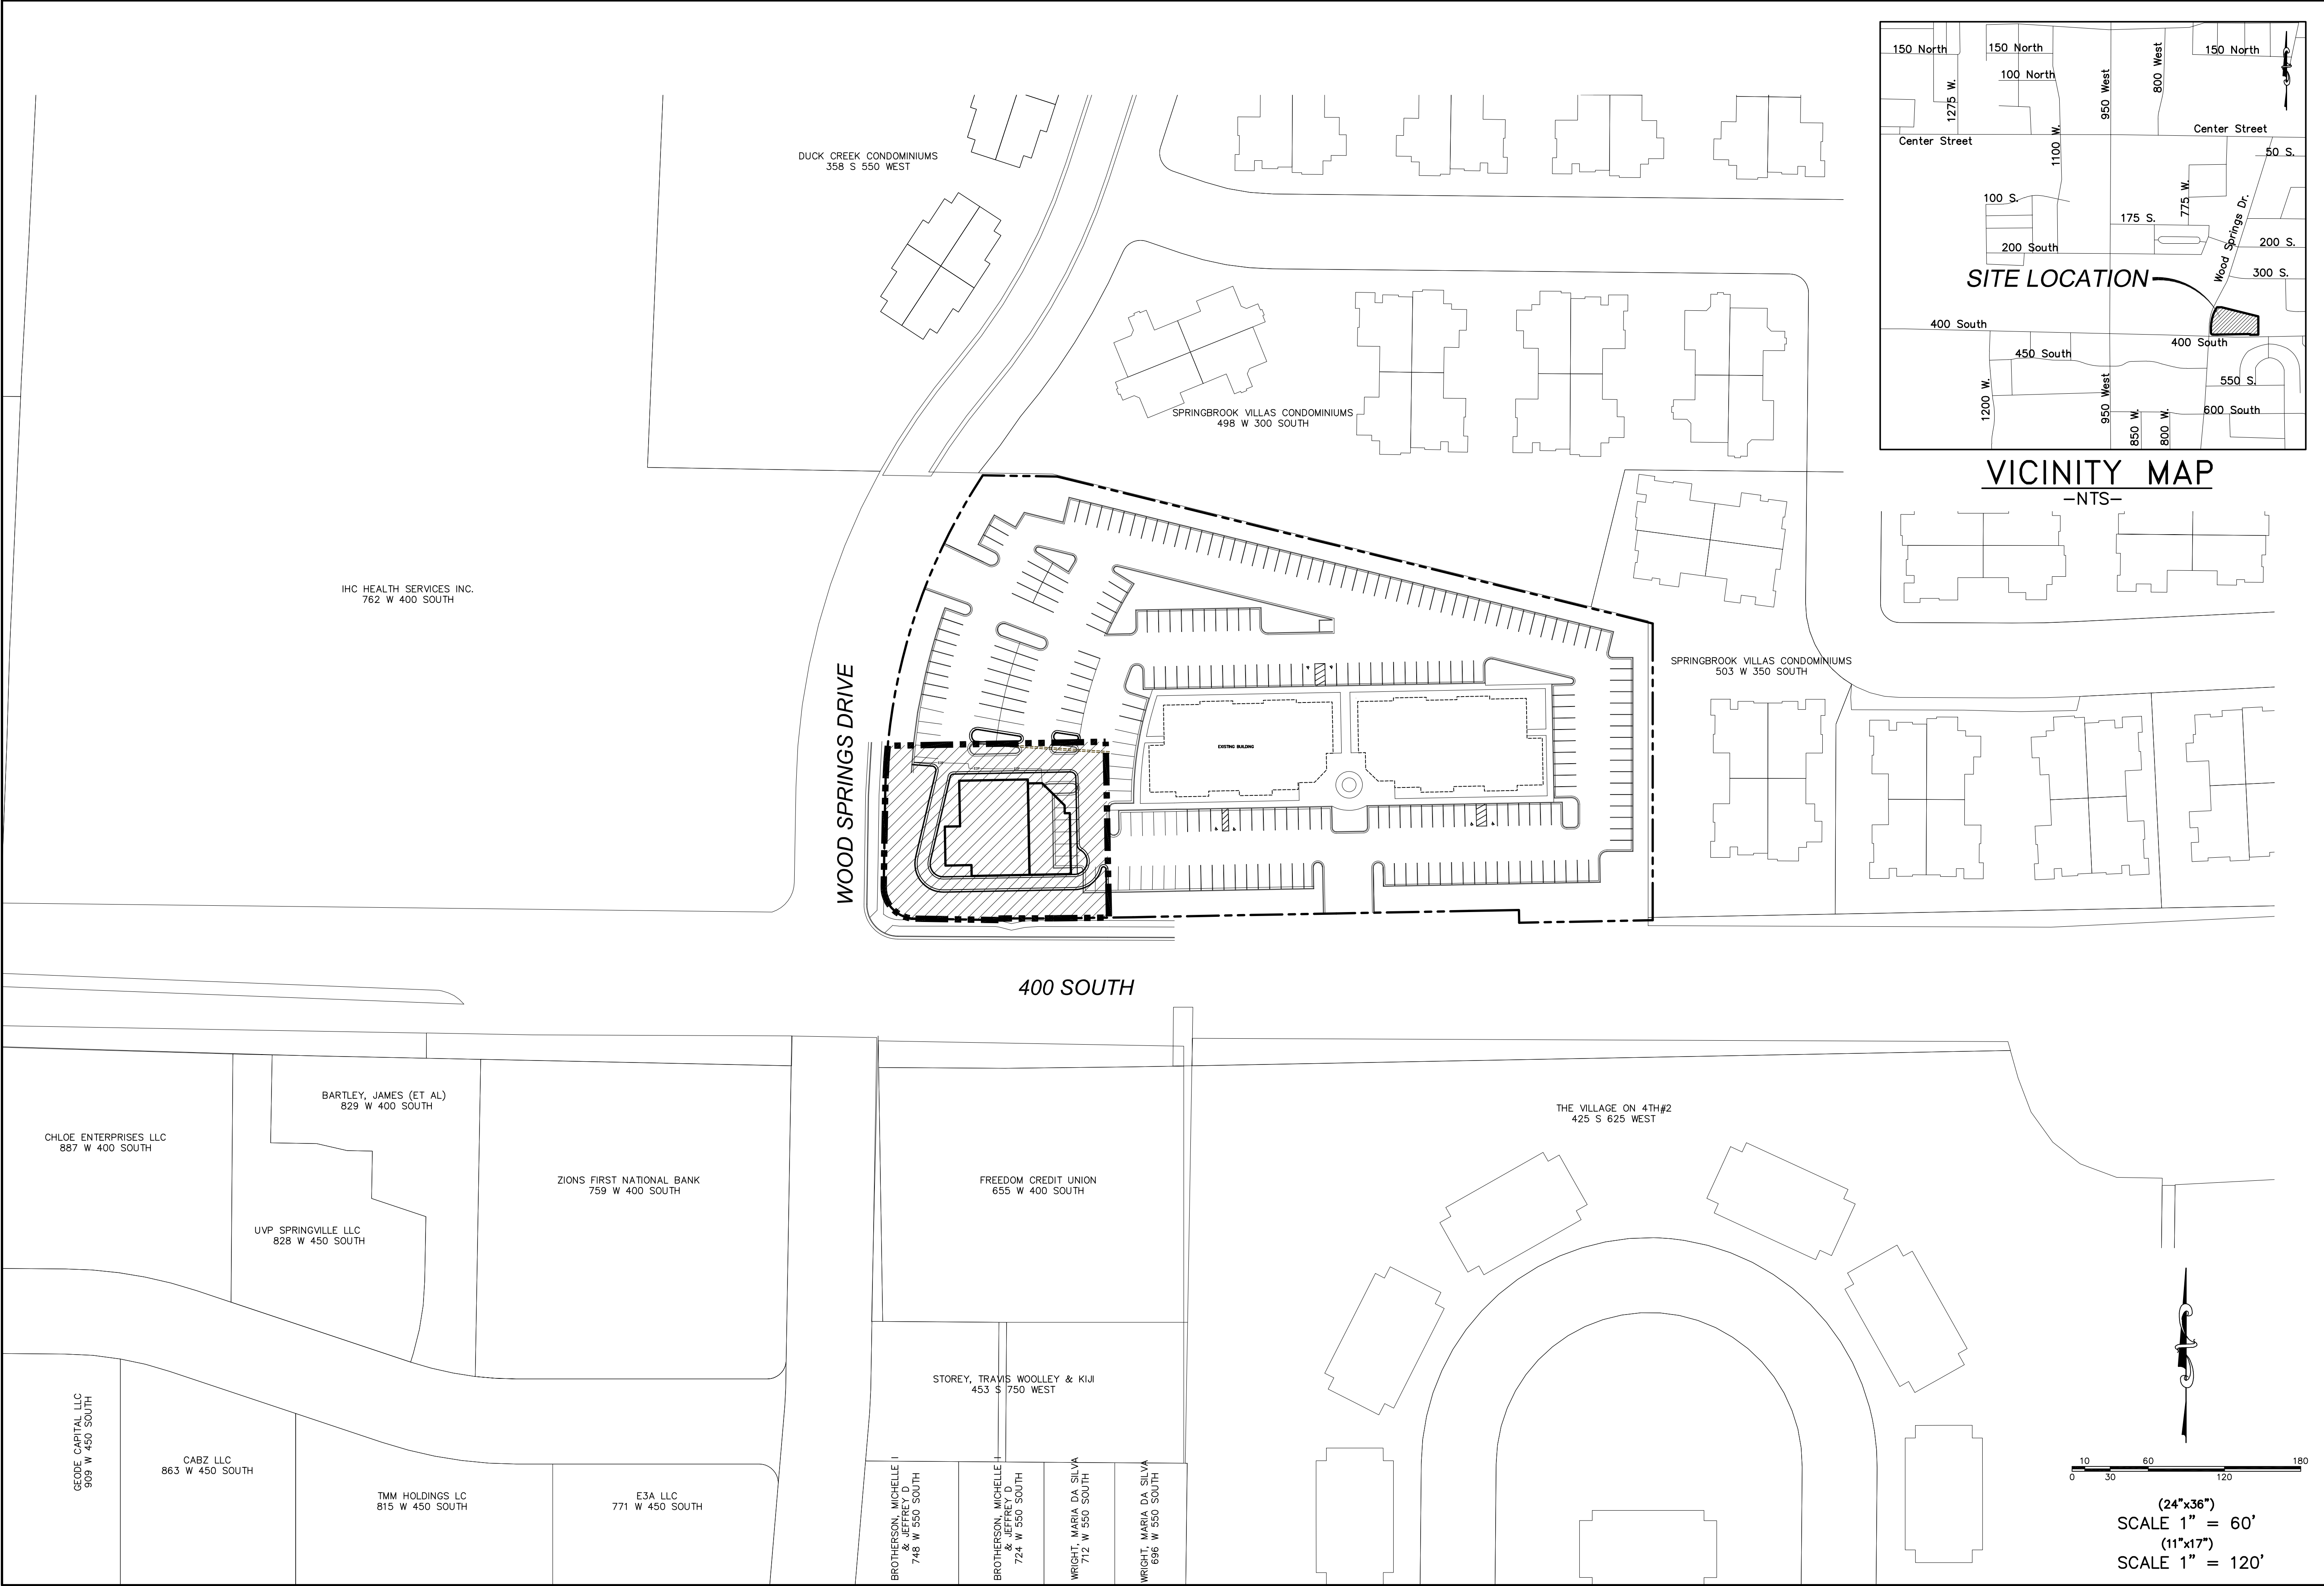 150 North
150 North
150 North
100 North
1275 W.
950 West
800 West
1100 W.
Center Street
Center Street
50 S.
100 S.
775 W.
175 S.
Wood Springs Dr.
200 South
200 S.
300 S.
SITE LOCATION
400 South
400 South
450 South
550 S.
1200 W.
950 West
850 W.
800 W.
600 South
VICINITY MAP
-NTS-
DUCK CREEK CONDOMINIUMS
358 S 550 WEST
SPRINGBROOK VILLAS CONDOMINIUMS
498 W 300 SOUTH
IHC HEALTH SERVICES INC.
762 W 400 SOUTH
SPRINGBROOK VILLAS CONDOMINIUMS
503 W 350 SOUTH
WOOD SPRINGS DRIVE
EXISTING BUILDING
400 SOUTH
BARTLEY, JAMES (ET AL)
829 W 400 SOUTH
CHLOE ENTERPRISES LLC
887 W 400 SOUTH
UVP SPRINGVILLE LLC
828 W 450 SOUTH
ZIONS FIRST NATIONAL BANK
759 W 400 SOUTH
FREEDOM CREDIT UNION
655 W 400 SOUTH
THE VILLAGE ON 4TH#2
425 S 625 WEST
STOREY, TRAVIS WOOLLEY & KIJI
453 S 750 WEST
GEODE CAPITAL LLC
909 W 450 SOUTH
CABZ LLC
863 W 450 SOUTH
TMM HOLDINGS LC
815 W 450 SOUTH
E3A LLC
771 W 450 SOUTH
BROTHERSON, MICHELLE I
& JEFFREY D
748 W 550 SOUTH
BROTHERSON, MICHELLE I
& JEFFREY D
724 W 550 SOUTH
WRIGHT, MARIA DA SILVA
712 W 550 SOUTH
WRIGHT, MARIA DA SILVA
696 W 550 SOUTH
10 60 180
0 30 120
(24"x36")
SCALE 1" = 60'
(11"x17")
SCALE 1" = 120'